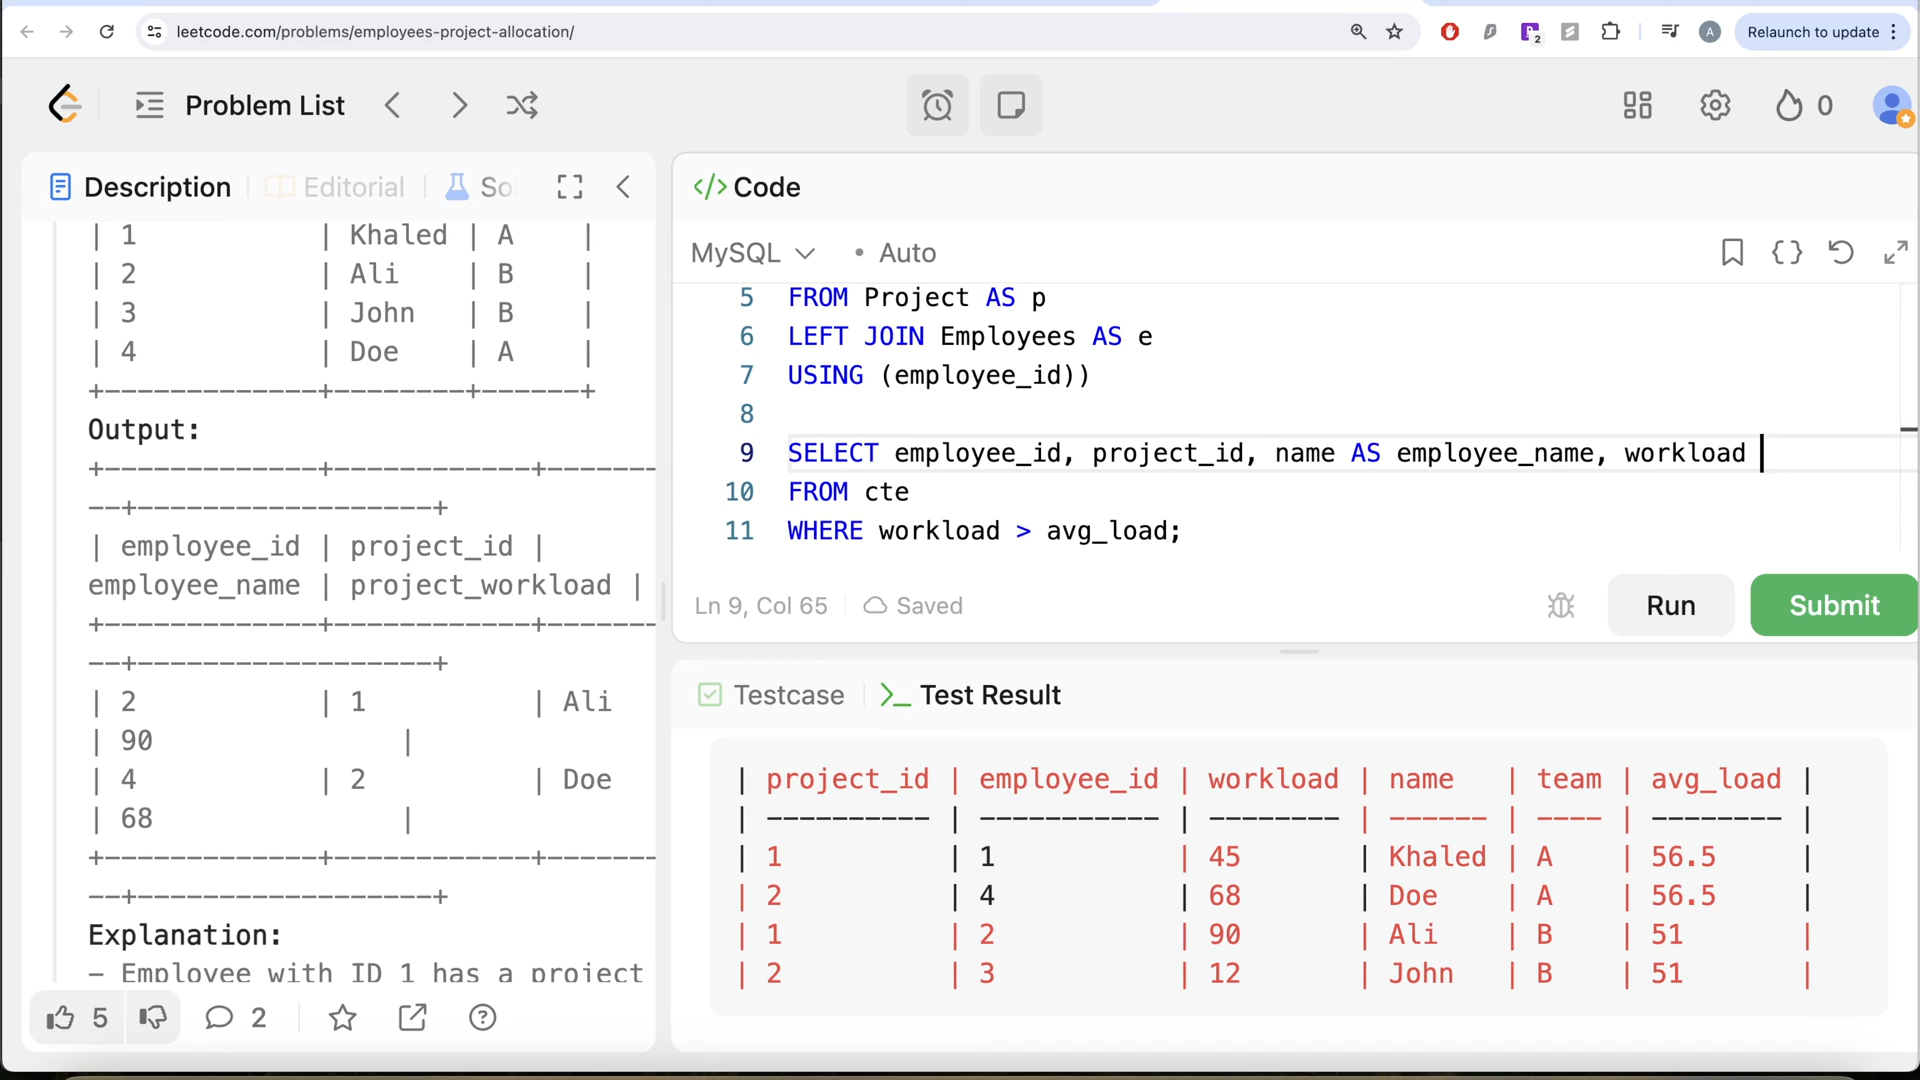 leetcode.com/problems/employees-project-allocation/
2
A
Relaunch to update
Problem List
0
Description
Editorial
So
| 1 | Khaled | A |
| 2 | Ali | B |
| 3 | John | B |
| 4 | Doe | A |
+-------------+--------+------+
Output:
+-------------+------------+-------
--+------------------+
| employee_id | project_id |
employee_name | project_workload |
+-------------+------------+-------
--+------------------+
| 2 | 1 | Ali
| 90 |
| 4 | 2 | Doe
| 68 |
+-------------+------------+-------
--+------------------+
Explanation:
– Employee with ID 1 has a project
5
2
</> Code
MySQL
• Auto
5 FROM Project AS p
6 LEFT JOIN Employees AS e
7 USING (employee_id))
8
9 SELECT employee_id, project_id, name AS employee_name, workload
10 FROM cte
11 WHERE workload > avg_load;
Ln 9, Col 65
Saved
Run
Submit
Testcase
>_ Test Result
| project_id | employee_id | workload | name | team | avg_load |
| ---------- | ----------- | -------- | ------ | ---- | -------- |
| 1 | 1 | 45 | Khaled | A | 56.5 |
| 2 | 4 | 68 | Doe | A | 56.5 |
| 1 | 2 | 90 | Ali | B | 51 |
| 2 | 3 | 12 | John | B | 51 |